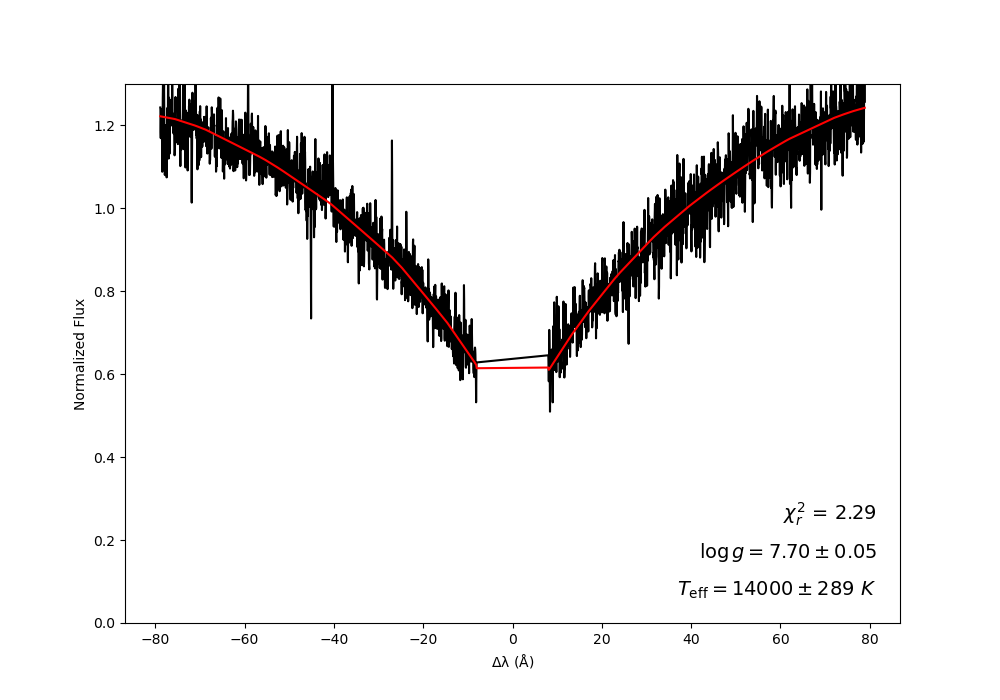 1.2
1.0
0.8
0.6
0.4
0.2
0.0
Normalized Flux
χ²ᵣ = 2.29
log g = 7.70 ± 0.05
T_eff = 14000 ± 289 K
−80 −60 −40 −20 0 20 40 60 80
Δλ (Å)